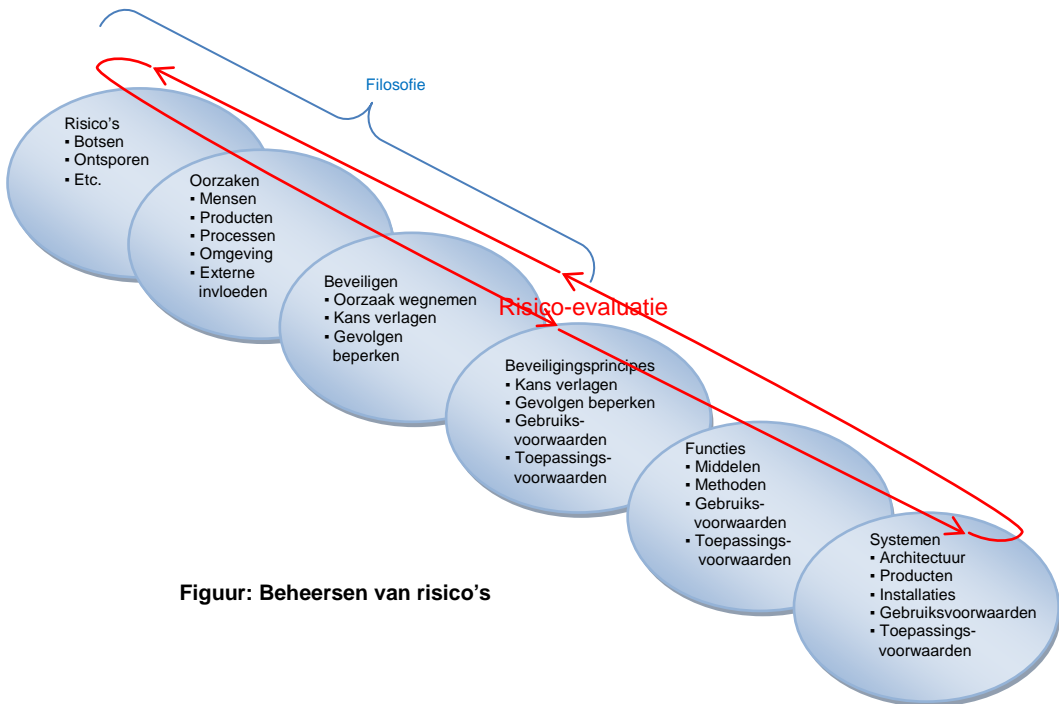 Filosofie
Risico's
▪ Botsen
▪ Ontsporen
▪ Etc.
Oorzaken
▪ Mensen
▪ Producten
▪ Processen
▪ Omgeving
▪ Externe
invloeden
Beveiligen
▪ Oorzaak wegnemen
▪ Kans verlagen
▪ Gevolgen
beperken
Risico-evaluatie
Beveiligingsprincipes
▪ Kans verlagen
▪ Gevolgen beperken
▪ Gebruiks-
voorwaarden
▪ Toepassings-
voorwaarden
Functies
▪ Middelen
▪ Methoden
▪ Gebruiks-
voorwaarden
▪ Toepassings-
voorwaarden
Systemen
▪ Architectuur
▪ Producten
▪ Installaties
▪ Gebruiksvoorwaarden
▪ Toepassings-
voorwaarden
Figuur: Beheersen van risico's